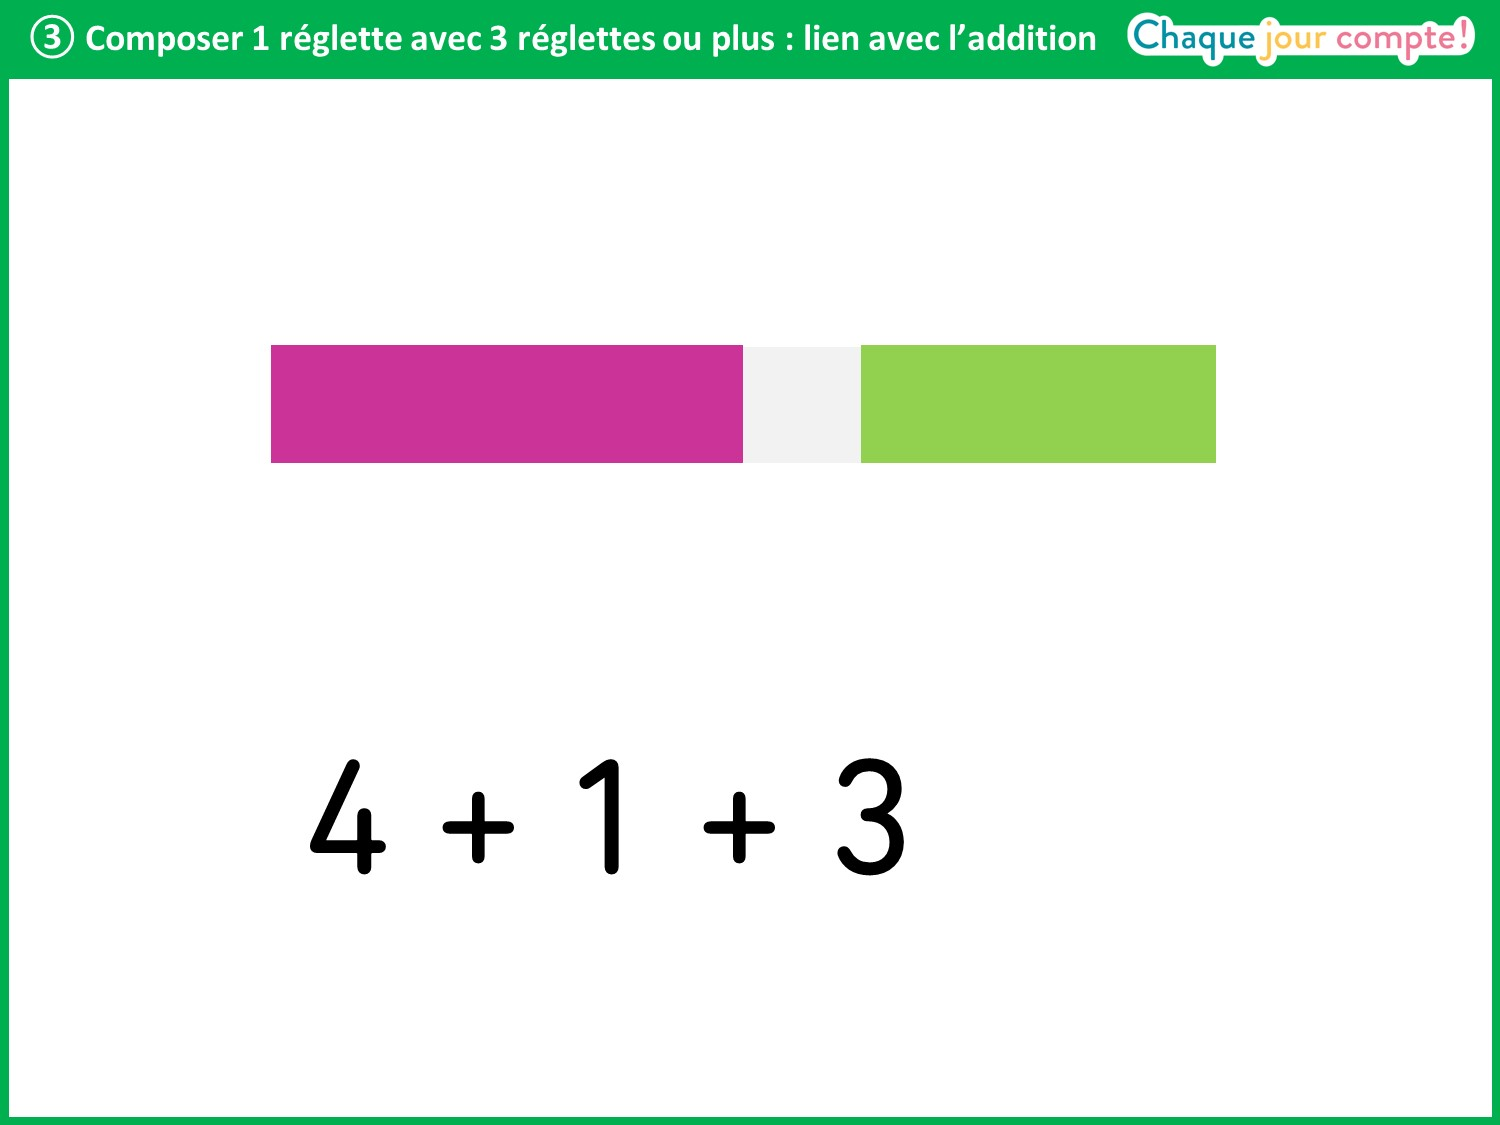 ③ Composer 1 réglette avec 3 réglettes ou plus : lien avec l’addition
Chaque jour compte!
4 + 1 + 3